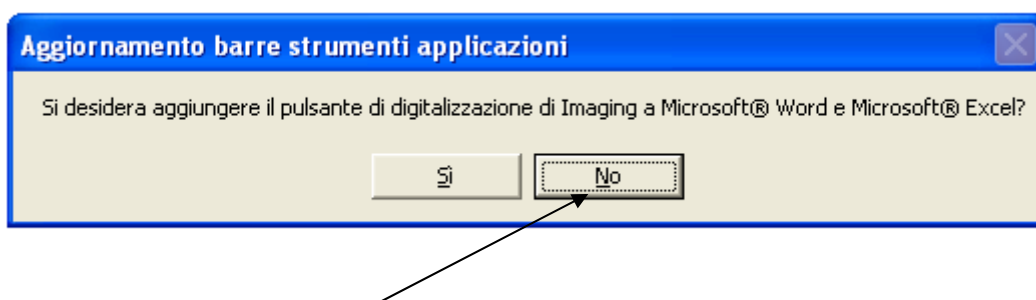 Aggiornamento barre strumenti applicazioni
Si desidera aggiungere il pulsante di digitalizzazione di Imaging a Microsoft® Word e Microsoft® Excel?
Sì
No